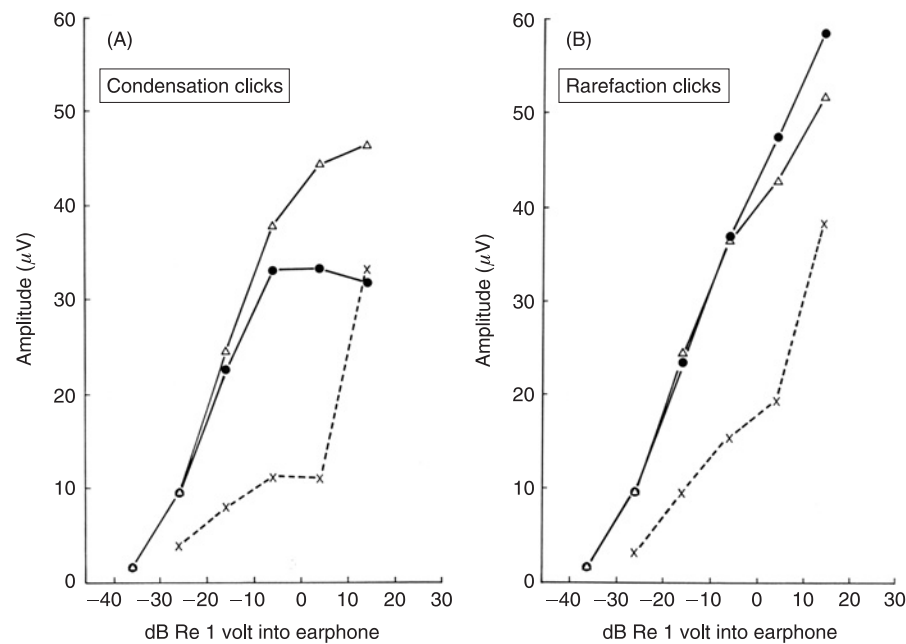 (A)
Condensation clicks
60
50
40
30
20
10
0
Amplitude (μV)
−40 −30 −20 −10 0 10 20 30
dB Re 1 volt into earphone
(B)
Rarefaction clicks
60
50
40
30
20
10
0
Amplitude (μV)
−40 −30 −20 −10 0 10 20 30
dB Re 1 volt into earphone